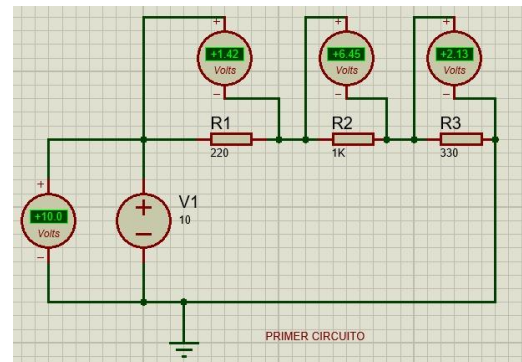 +
+1.42
Volts
−
+
+6.45
Volts
−
+
+2.13
Volts
−
R1
220
R2
1K
R3
330
+
+10.0
Volts
−
+
−
V1
10
PRIMER CIRCUITO